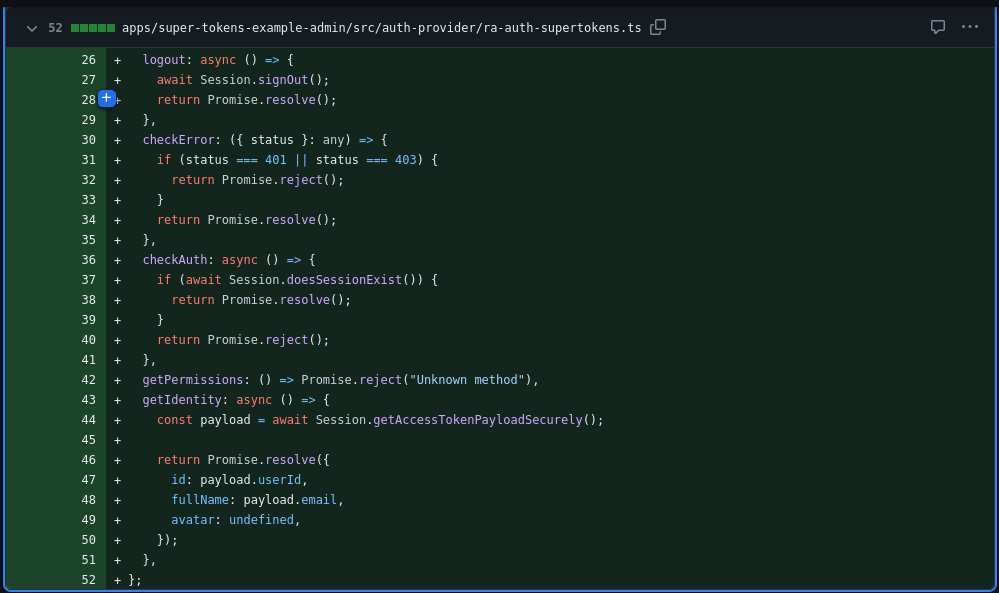 52 apps/super-tokens-example-admin/src/auth-provider/ra-auth-supertokens.ts
26 + logout: async () => {
27 + await Session.signOut();
28 + return Promise.resolve();
29 + },
30 + checkError: ({ status }: any) => {
31 + if (status === 401 || status === 403) {
32 + return Promise.reject();
33 + }
34 + return Promise.resolve();
35 + },
36 + checkAuth: async () => {
37 + if (await Session.doesSessionExist()) {
38 + return Promise.resolve();
39 + }
40 + return Promise.reject();
41 + },
42 + getPermissions: () => Promise.reject("Unknown method"),
43 + getIdentity: async () => {
44 + const payload = await Session.getAccessTokenPayloadSecurely();
45 +
46 + return Promise.resolve({
47 + id: payload.userId,
48 + fullName: payload.email,
49 + avatar: undefined,
50 + });
51 + },
52 + };